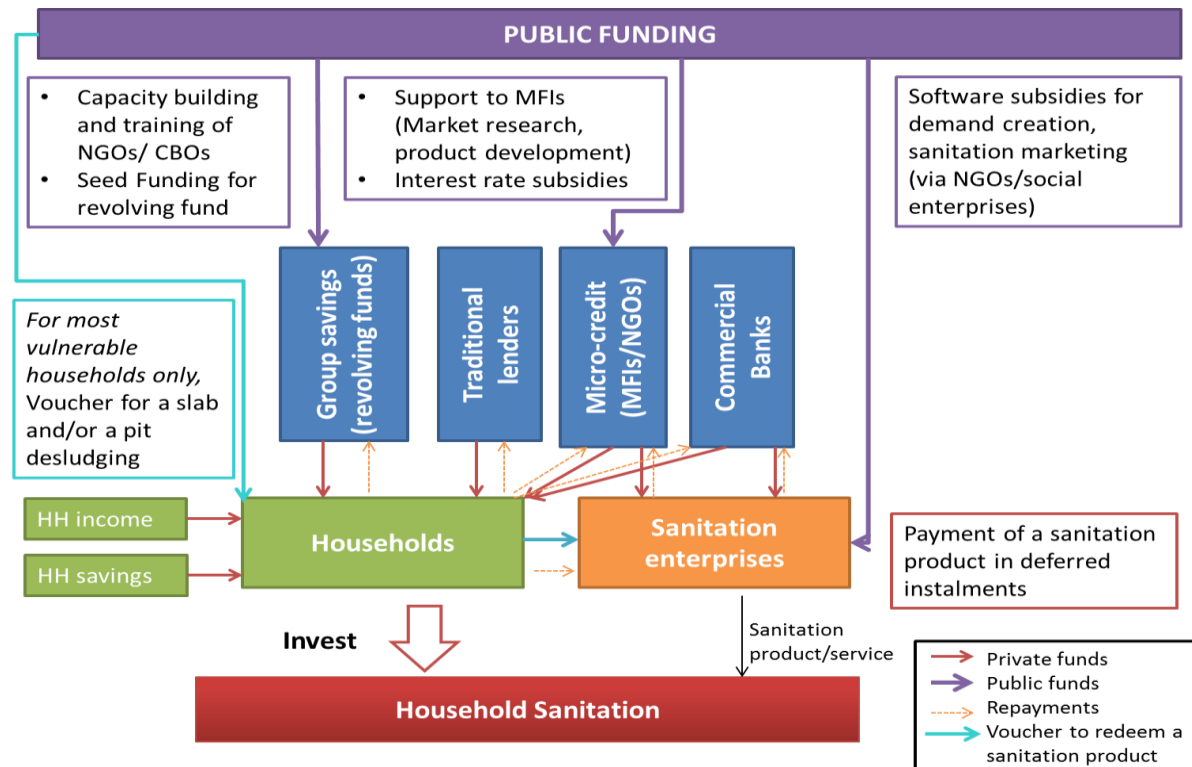 PUBLIC FUNDING
• Capacity building
and training of
NGOs/ CBOs
• Seed Funding for
revolving fund
• Support to MFIs
(Market research,
product development)
• Interest rate subsidies
Software subsidies for
demand creation,
sanitation marketing
(via NGOs/social
enterprises)
For most
vulnerable
households only,
Voucher for a slab
and/or a pit
desludging
Group savings
(revolving funds)
Traditional
lenders
Micro-credit
(MFIs/NGOs)
Commercial
Banks
HH income
HH savings
Households
Sanitation
enterprises
Payment of a sanitation
product in deferred
instalments
Invest
Sanitation
product/service
Household Sanitation
Private funds
Public funds
Repayments
Voucher to redeem a
sanitation product